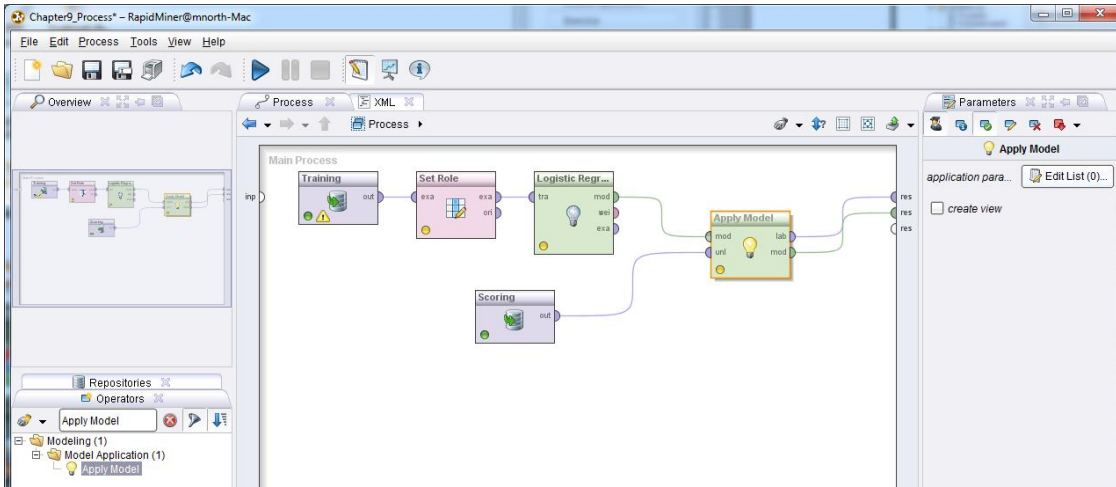 Chapter9_Process* – RapidMiner@mnorth-Mac
File Edit Process Tools View Help
Overview
Process
XML
Parameters
Process
Apply Model
application para...
Edit List (0)...
create view
Main Process
Training
Set Role
Logistic Regr...
inp
out
exa
exa
ori
tra
mod
wei
exa
res
res
res
Apply Model
mod
lab
unl
mod
Scoring
out
Repositories
Operators
Apply Model
Modeling (1)
Model Application (1)
Apply Model